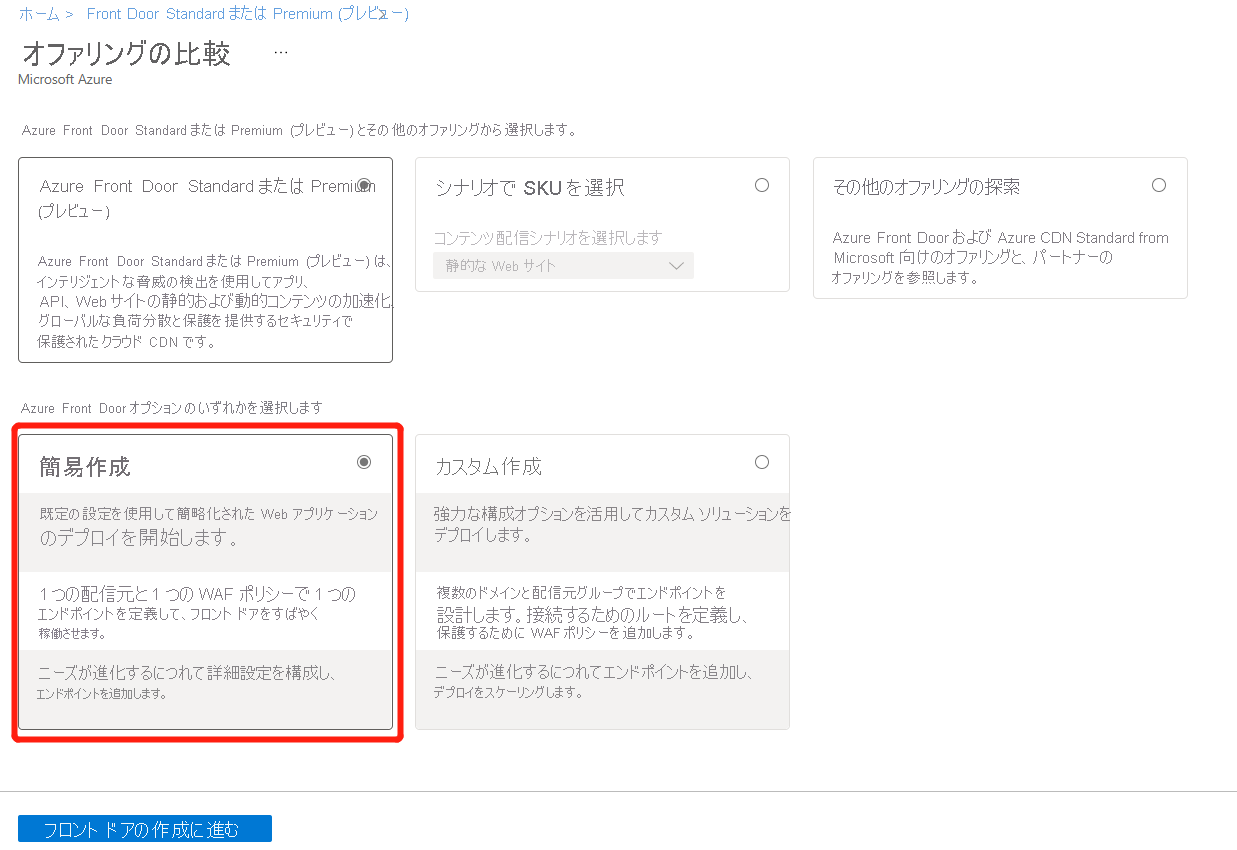 ホーム > Front Door Standard または Premium (プレビュー)
オファリングの比較 …
Microsoft Azure
Azure Front Door Standard または Premium (プレビュー) とその他のオファリングから選択します。
Azure Front Door Standard または Premium
(プレビュー)
Azure Front Door Standard または Premium (プレビュー) は、
インテリジェントな脅威の検出を使用してアプリ、
API、Web サイトの静的および動的コンテンツの加速化、
グローバルな負荷分散と保護を提供するセキュリティで
保護されたクラウド CDN です。
シナリオで SKU を選択
コンテンツ配信シナリオを選択します
静的な Web サイト
その他のオファリングの探索
Azure Front Door および Azure CDN Standard from
Microsoft 向けのオファリングと、パートナーの
オファリングを参照します。
Azure Front Door オプションのいずれかを選択します
簡易作成
既定の設定を使用して簡略化された Web アプリケーション
のデプロイを開始します。
1 つの配信元と 1 つの WAF ポリシーで 1 つの
エンドポイントを定義して、フロント ドアをすばやく
稼働させます。
ニーズが進化するにつれて詳細設定を構成し、
エンドポイントを追加します。
カスタム作成
強力な構成オプションを活用してカスタム ソリューションを
デプロイします。
複数のドメインと配信元グループでエンドポイントを
設計します。接続するためのルートを定義し、
保護するために WAF ポリシーを追加します。
ニーズが進化するにつれてエンドポイントを追加し、
デプロイをスケーリングします。
フロント ドアの作成に進む